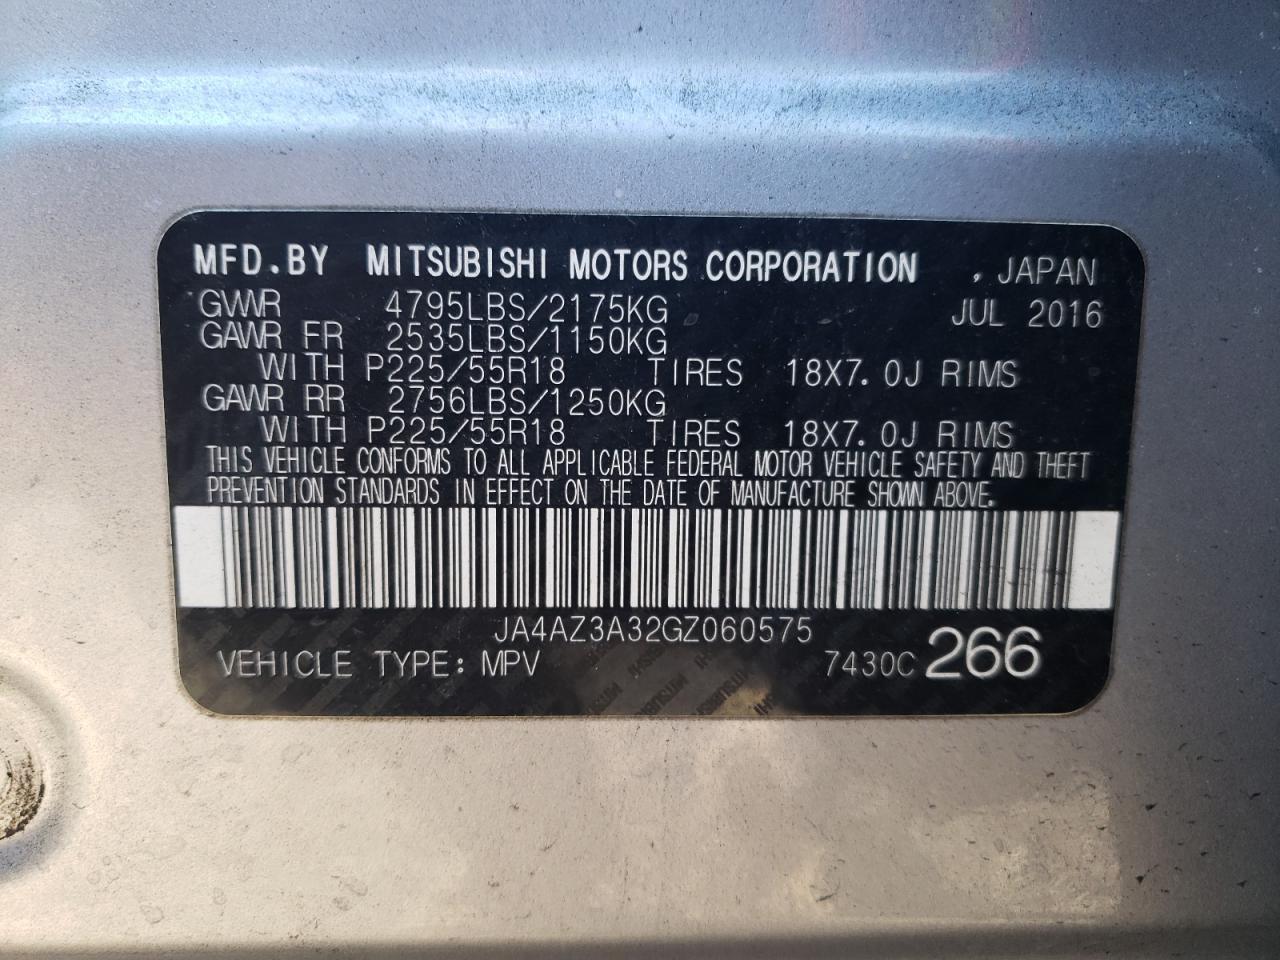 MFD.BY MITSUBISHI MOTORS CORPORATION , JAPAN
GVWR 4795LBS/2175KG JUL 2016
GAWR FR 2535LBS/1150KG
WITH P225/55R18 TIRES 18X7.0J RIMS
GAWR RR 2756LBS/1250KG
WITH P225/55R18 TIRES 18X7.0J RIMS
THIS VEHICLE CONFORMS TO ALL APPLICABLE FEDERAL MOTOR VEHICLE SAFETY AND THEFT
PREVENTION STANDARDS IN EFFECT ON THE DATE OF MANUFACTURE SHOWN ABOVE.
JA4AZ3A32GZ060575
VEHICLE TYPE: MPV 7430C 266